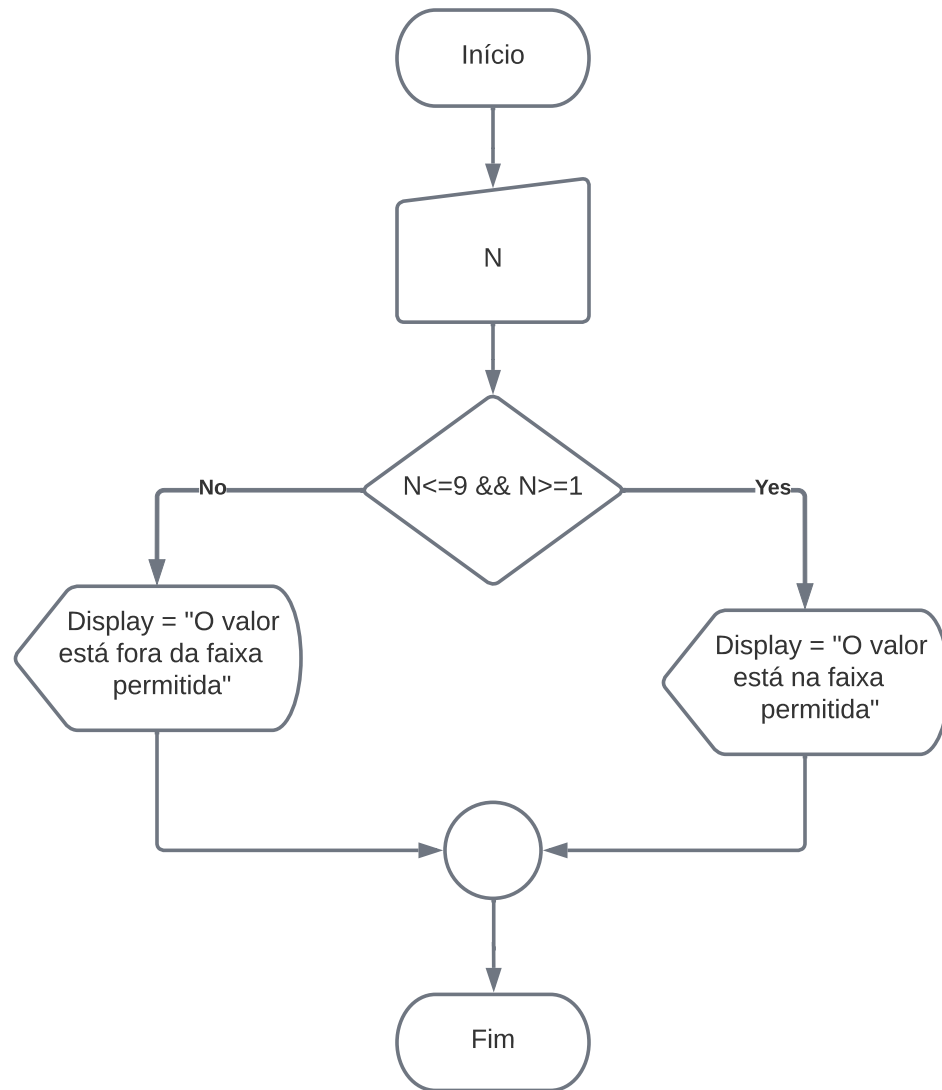 Início
N
N<=9 && N>=1
No
Yes
Display = "O valor
está fora da faixa
permitida"
Display = "O valor
está na faixa
permitida"
Fim